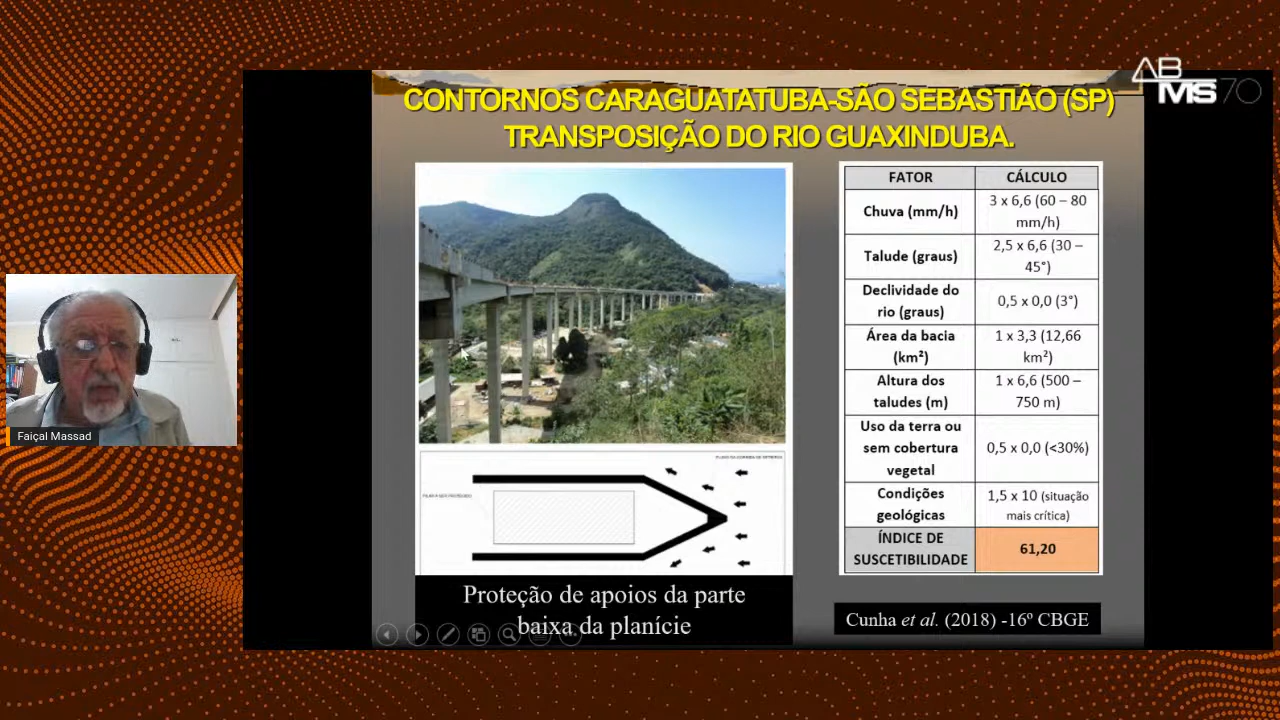 AB
MS70
CONTORNOS CARAGUATATUBA-SÃO SEBASTIÃO (SP)
TRANSPOSIÇÃO DO RIO GUAXINDUBA.
FATOR CÁLCULO
Chuva (mm/h) 3 x 6,6 (60 – 80
mm/h)
Talude (graus) 2,5 x 6,6 (30 –
45°)
Declividade do
rio (graus) 0,5 x 0,0 (3°)
Área da bacia
(km²) 1 x 3,3 (12,66
km²)
Altura dos
taludes (m) 1 x 6,6 (500 –
750 m)
Uso da terra ou
sem cobertura
vegetal 0,5 x 0,0 (<30%)
Condições
geológicas 1,5 x 10 (situação
mais crítica)
ÍNDICE DE
SUSCETIBILIDADE 61,20
Faiçal Massad
Proteção de apoios da parte
baixa da planície
Cunha et al. (2018) -16º CBGE